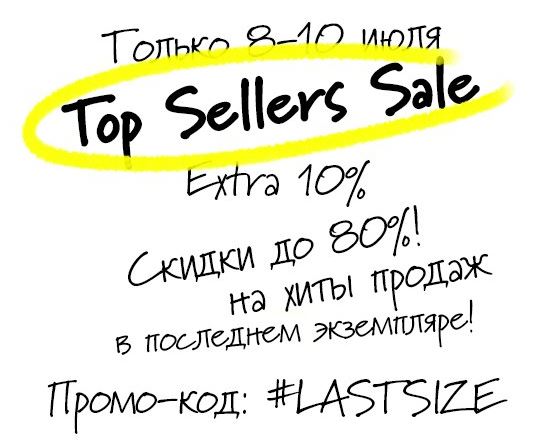 Только 8-10 июля
Top Sellers Sale
Extra 10%
Скидки до 80%!
на хиты продаж
в последнем экземпляре!
Промо-код: #LASTSIZE